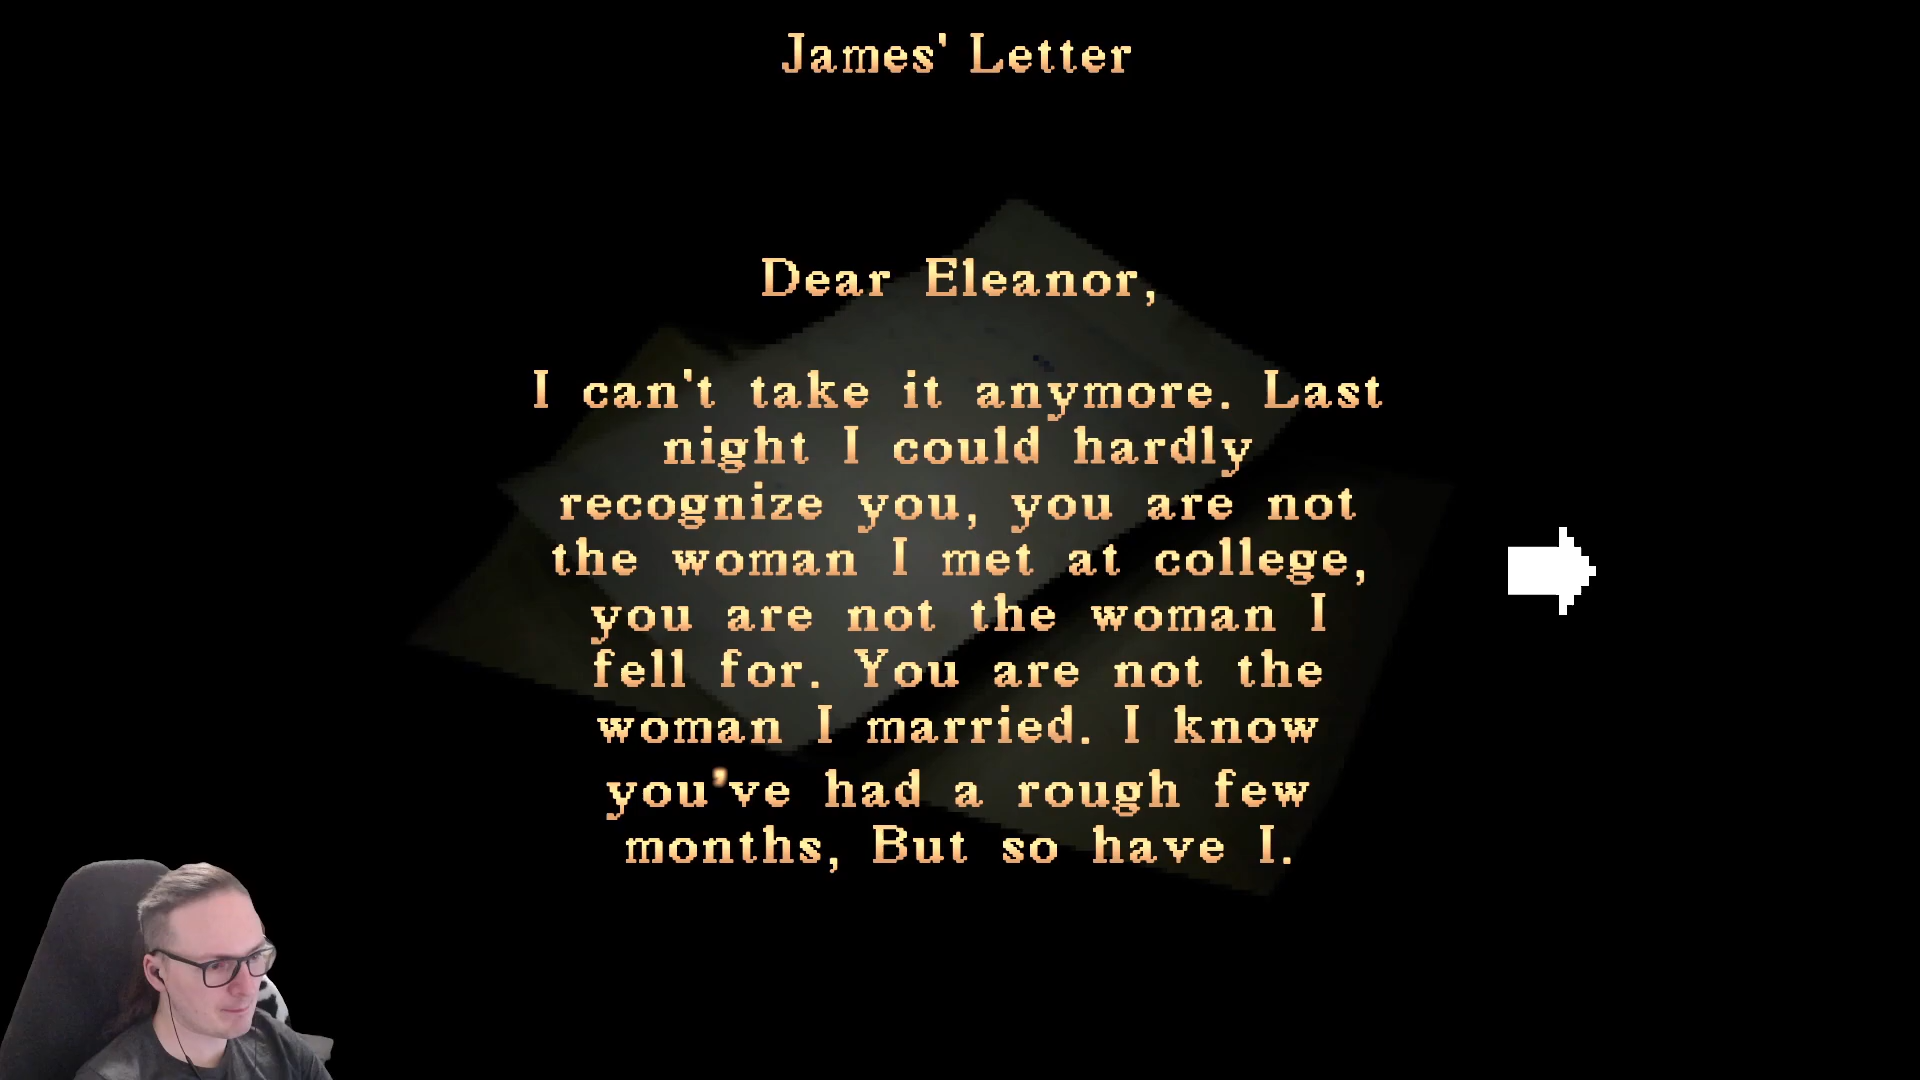 James' Letter
Dear Eleanor,
I can't take it anymore. Last
night I could hardly
recognize you, you are not
the woman I met at college,
you are not the woman I
fell for. You are not the
woman I married. I know
you've had a rough few
months, But so have I.